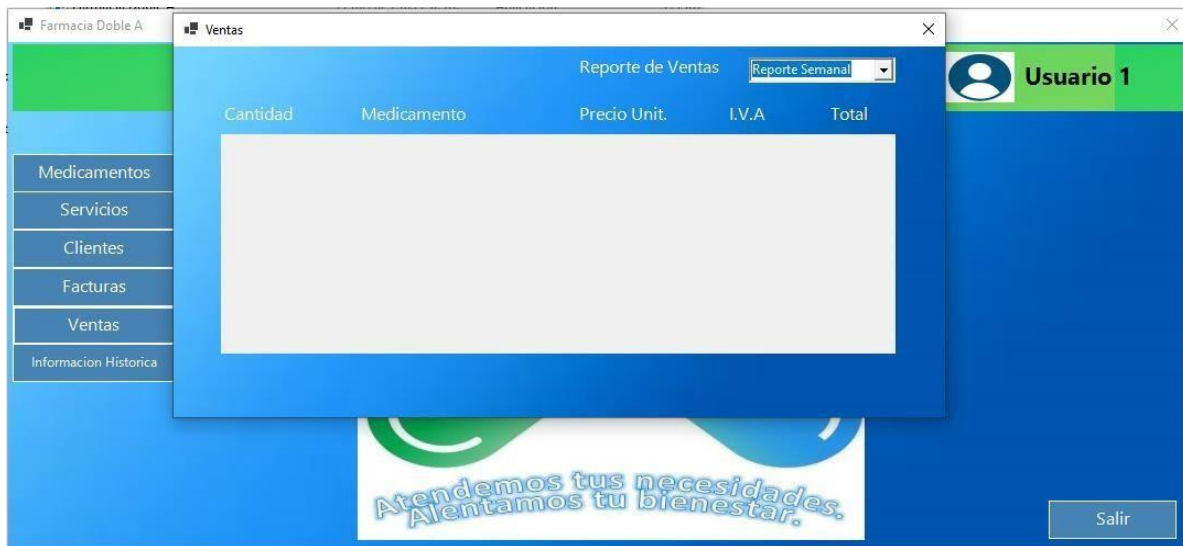 Farmacia Doble A
Ventas
Reporte de Ventas
Reporte Semanal
Usuario 1
Cantidad
Medicamento
Precio Unit.
I.V.A
Total
Medicamentos
Servicios
Clientes
Facturas
Ventas
Informacion Historica
Atendemos tus necesidades.
Alentamos tu bienestar.
Salir